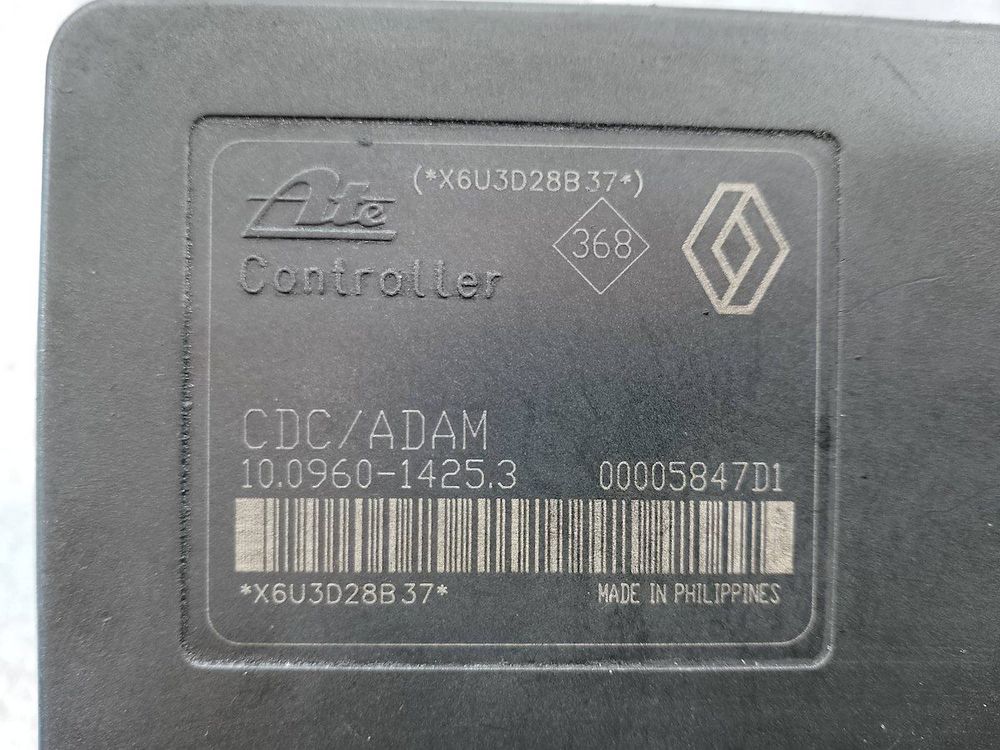 Ate
(*X6U3D28B37*)
368
Controller
CDC/ADAM
10.0960-1425.3
00005847D1
*X6U3D28B37*
MADE IN PHILIPPINES